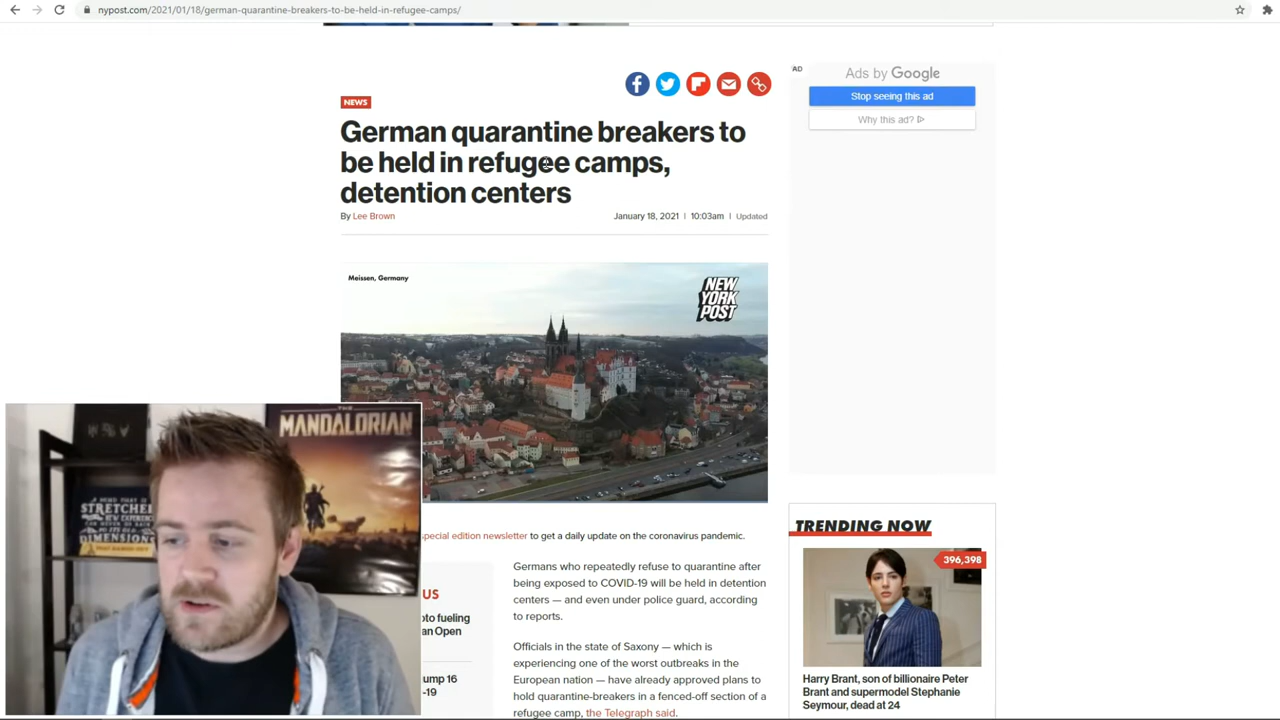 nypost.com/2021/01/18/german-quarantine-breakers-to-be-held-in-refugee-camps/
AD
Ads by Google
Stop seeing this ad
Why this ad?
NEWS
German quarantine breakers to
be held in refugee camps,
detention centers
By Lee Brown
January 18, 2021 | 10:03am | Updated
Meissen, Germany
NEW
YORK
POST
THE
MANDALORIAN
STRETCHED
DIMENSIONS
special edition newsletter to get a daily update on the coronavirus pandemic.
US
oto fueling
an Open
ump 16
-19
Germans who repeatedly refuse to quarantine after
being exposed to COVID-19 will be held in detention
centers — and even under police guard, according
to reports.
Officials in the state of Saxony — which is
experiencing one of the worst outbreaks in the
European nation — have already approved plans to
hold quarantine-breakers in a fenced-off section of a
refugee camp, the Telegraph said.
TRENDING NOW
396,398
Harry Brant, son of billionaire Peter
Brant and supermodel Stephanie
Seymour, dead at 24